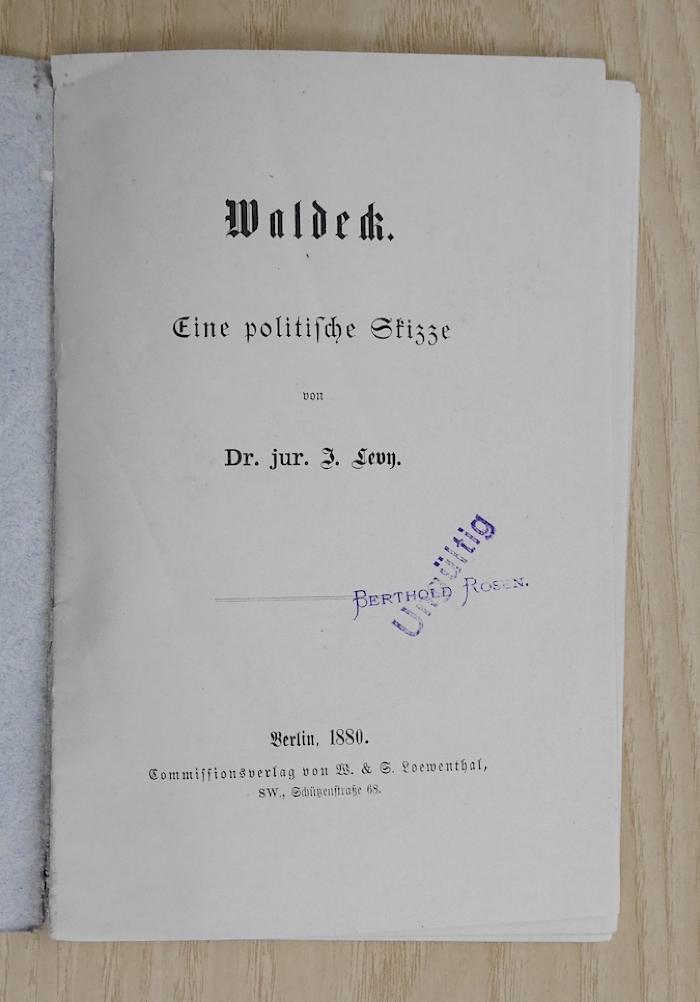 Waldeck.
Eine politische Skizze
von
Dr. jur. J. Levy.
Ungültig
BERTHOLD ROSEN.
Berlin, 1880.
Commissionsverlag von W. & S. Loewenthal,
SW., Schützenstraße 68.